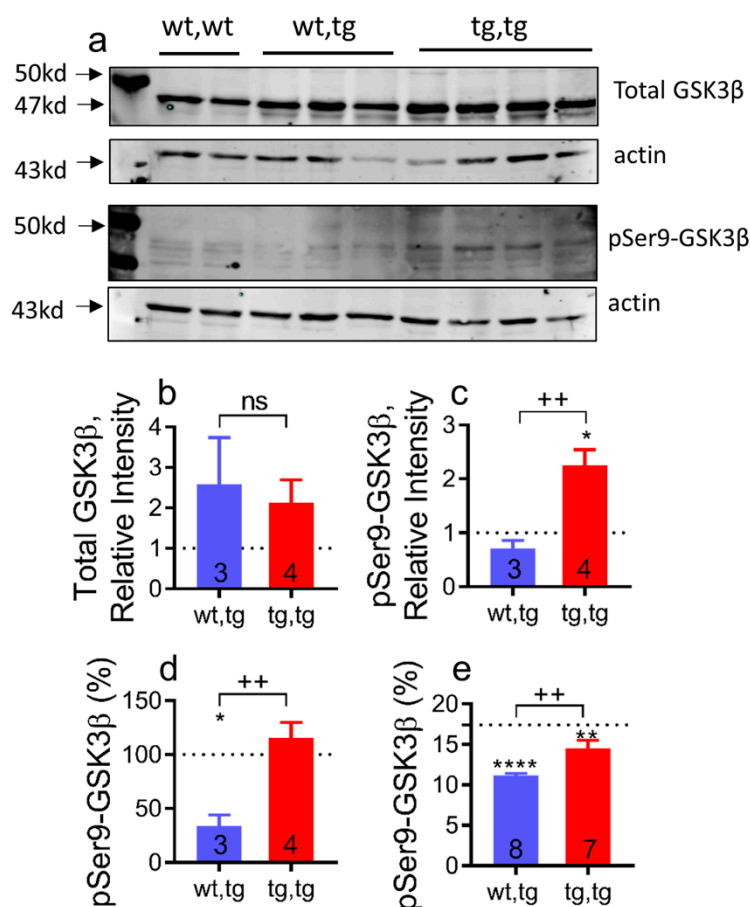 a
wt,wt wt,tg tg,tg
50kd
47kd
Total GSK3β
43kd
actin
50kd
pSer9-GSK3β
43kd
actin
b
Total GSK3β,
Relative Intensity
ns
4
3
2
1
0
3 4
wt,tg tg,tg
c
pSer9-GSK3β,
Relative Intensity
++
*
3
2
1
0
3 4
wt,tg tg,tg
d
pSer9-GSK3β (%)
++
*
150
100
50
0
3 4
wt,tg tg,tg
e
pSer9-GSK3β (%)
++
**
****
20
15
10
5
0
8 7
wt,tg tg,tg